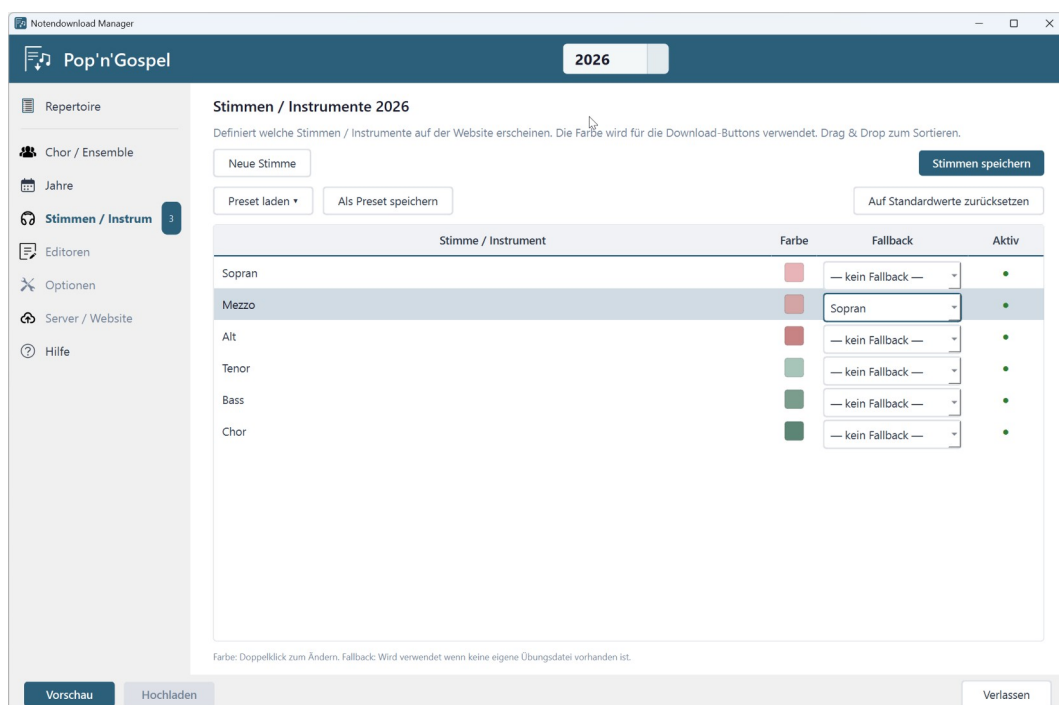 Notendownload Manager
Pop'n'Gospel
2026
Repertoire
Chor / Ensemble
Jahre
Stimmen / Instrum 3
Editoren
Optionen
Server / Website
Hilfe
Stimmen / Instrumente 2026
Definiert welche Stimmen / Instrumente auf der Website erscheinen. Die Farbe wird für die Download-Buttons verwendet. Drag & Drop zum Sortieren.
Neue Stimme Stimmen speichern
Preset laden Als Preset speichern Auf Standardwerte zurücksetzen
Stimme / Instrument Farbe Fallback Aktiv
Sopran — kein Fallback —
Mezzo Sopran
Alt — kein Fallback —
Tenor — kein Fallback —
Bass — kein Fallback —
Chor — kein Fallback —
Farbe: Doppelklick zum Ändern. Fallback: Wird verwendet wenn keine eigene Übungsdatei vorhanden ist.
Vorschau Hochladen Verlassen